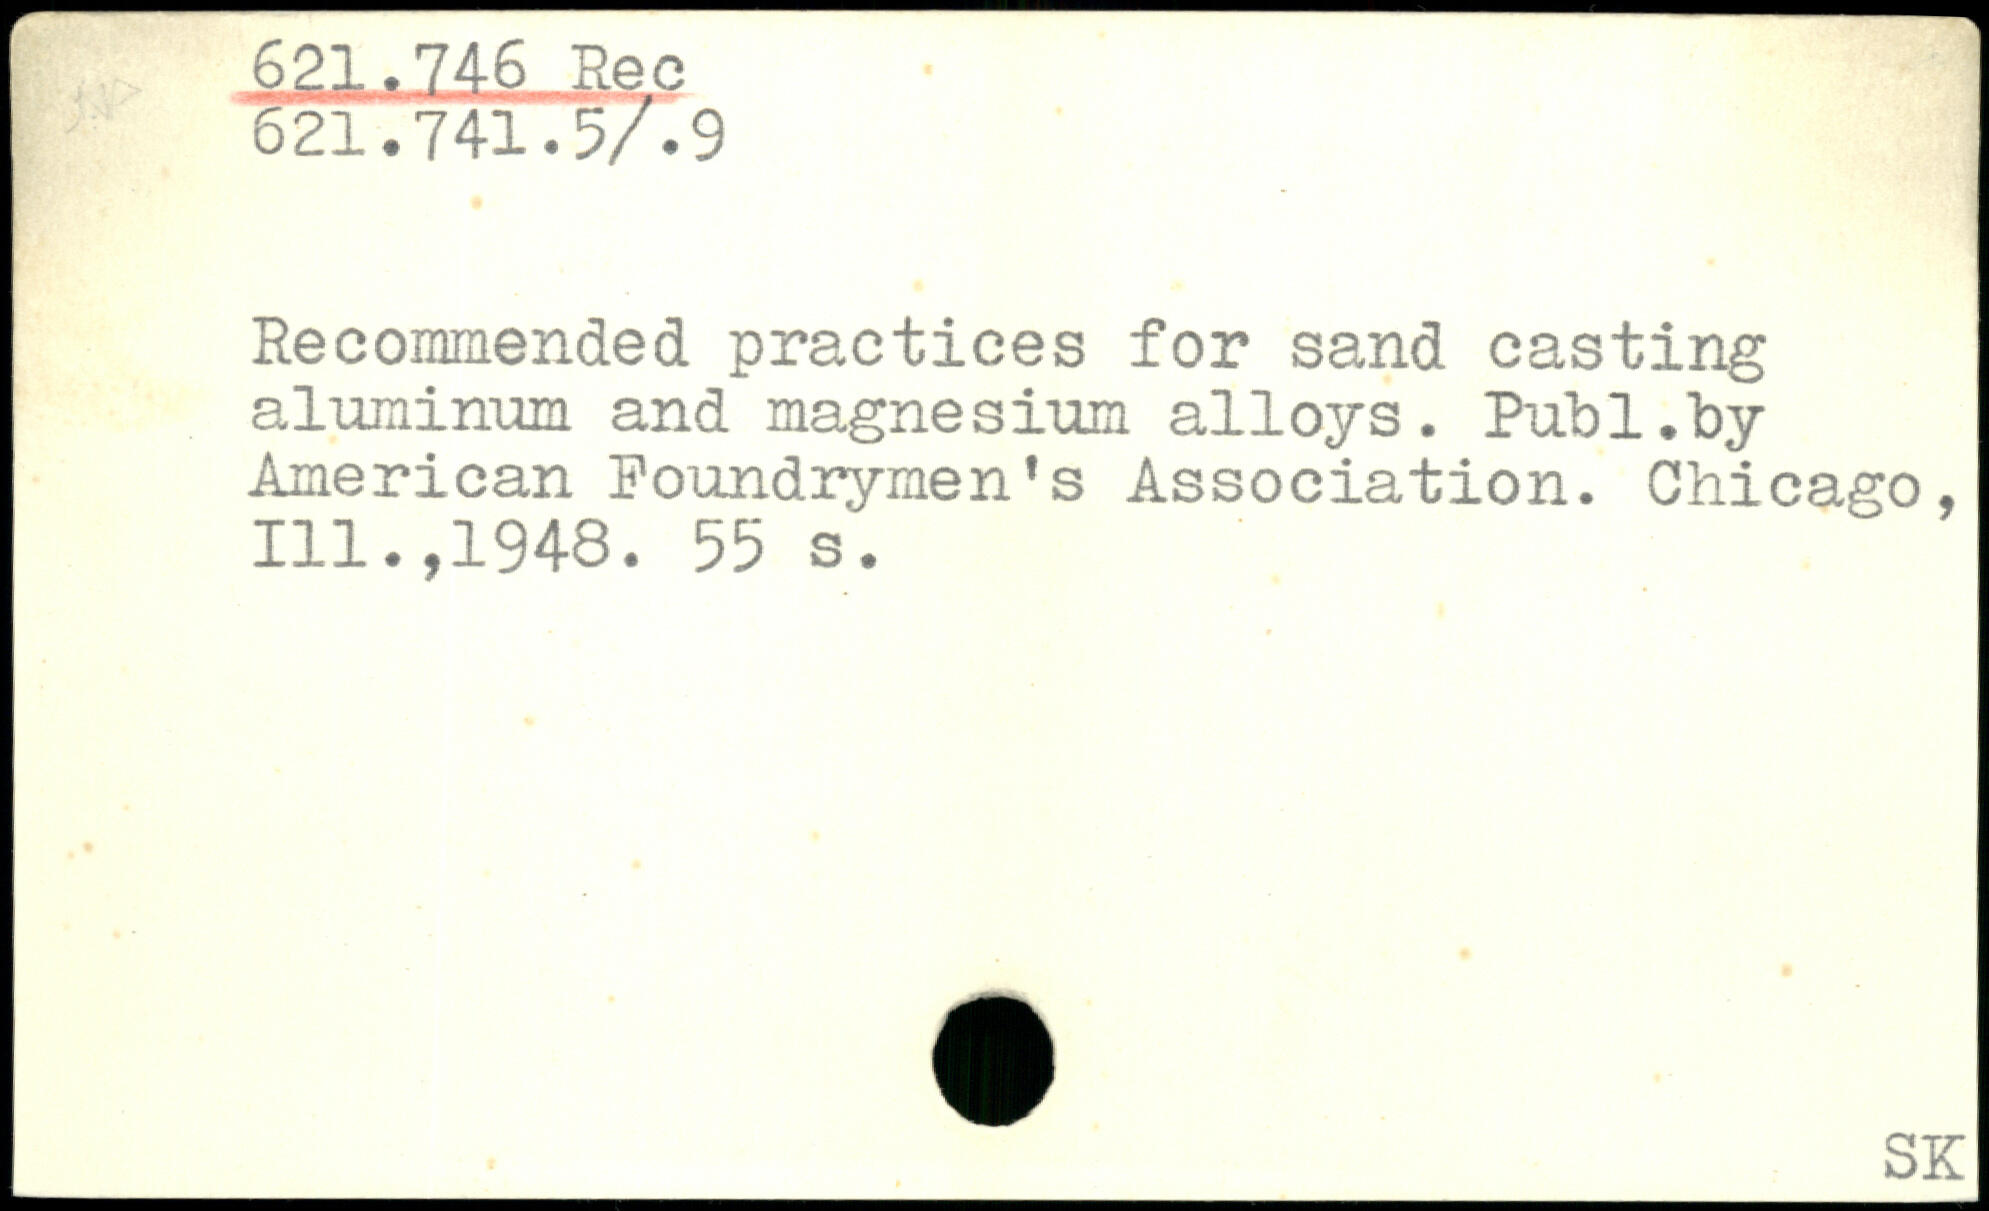 621.746 Rec
621.741.5/.9
Recommended practices for sand casting
aluminum and magnesium alloys. Publ.by
American Foundrymen's Association. Chicago,
Ill.,1948. 55 s.
SK